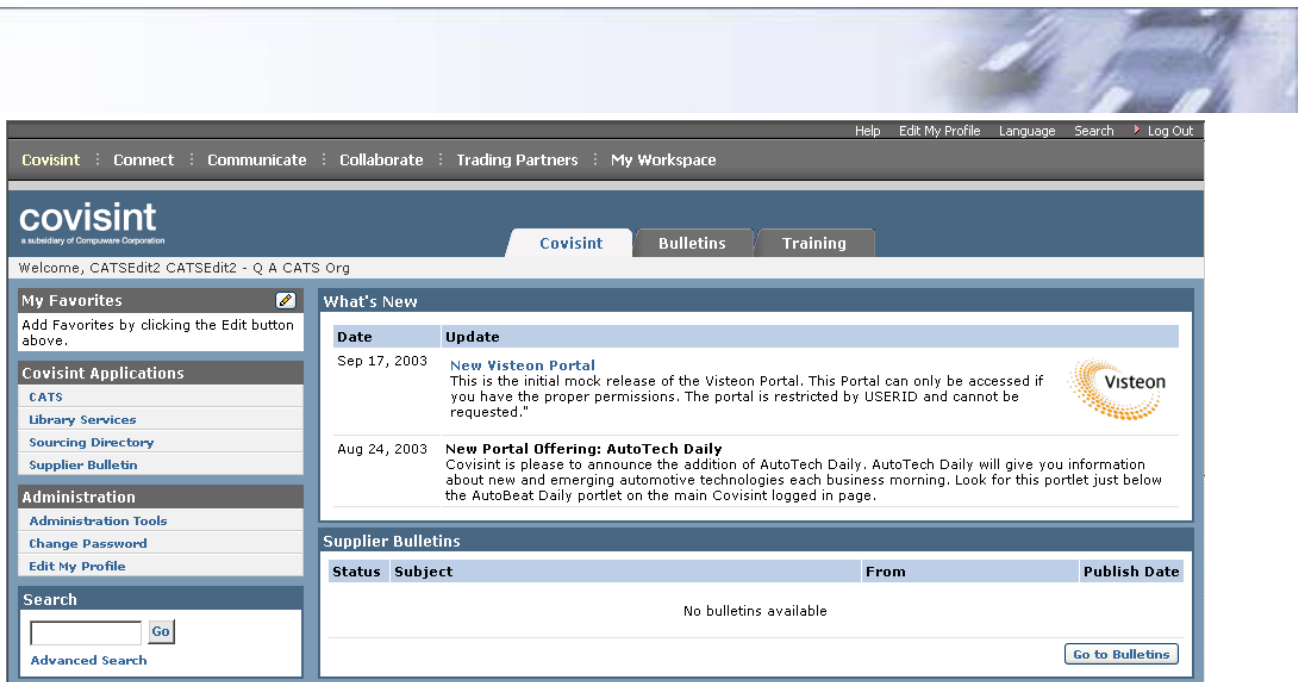 Help Edit My Profile Language Search Log Out
Covisint Connect Communicate Collaborate Trading Partners My Workspace
covisint
a subsidiary of Compuware Corporation
Covisint Bulletins Training
Welcome, CATSEdit2 CATSEdit2 - Q A CATS Org
My Favorites
Add Favorites by clicking the Edit button
above.
Covisint Applications
CATS
Library Services
Sourcing Directory
Supplier Bulletin
Administration
Administration Tools
Change Password
Edit My Profile
Search
Go
Advanced Search
What's New
Date Update
Sep 17, 2003 New Visteon Portal
This is the initial mock release of the Visteon Portal. This Portal can only be accessed if
you have the proper permissions. The portal is restricted by USERID and cannot be
requested."
Visteon
Aug 24, 2003 New Portal Offering: AutoTech Daily
Covisint is please to announce the addition of AutoTech Daily. AutoTech Daily will give you information
about new and emerging automotive technologies each business morning. Look for this portlet just below
the AutoBeat Daily portlet on the main Covisint logged in page.
Supplier Bulletins
Status Subject From Publish Date
No bulletins available
Go to Bulletins